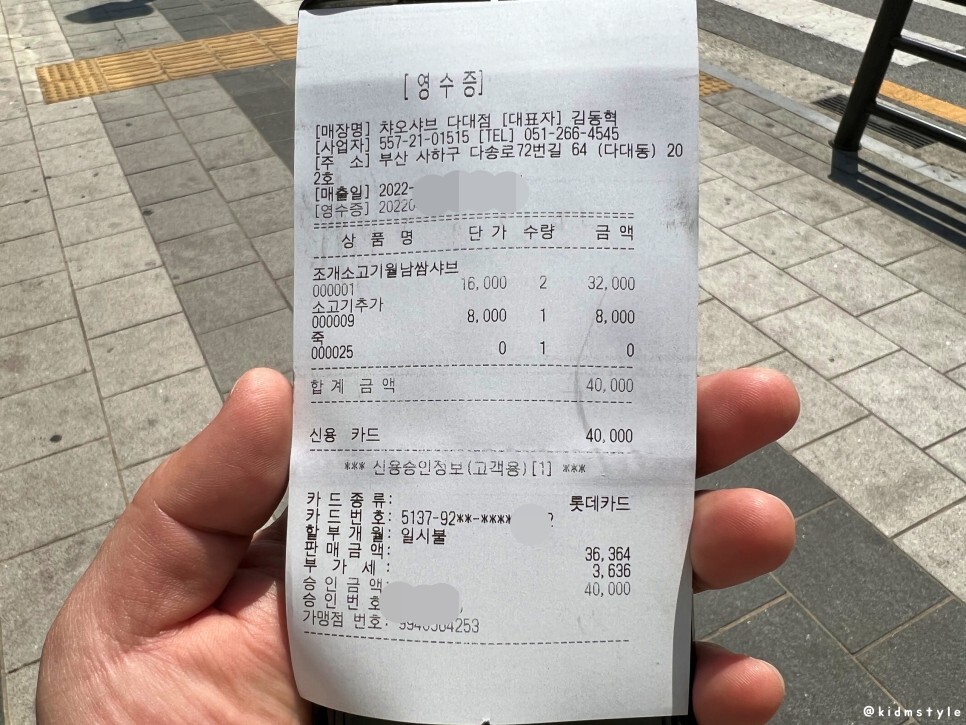 [영수증]
[매장명] 챠오샤브 다대점 [대표자] 김동혁
[사업자] 557-21-01515 [TEL] 051-266-4545
[주 소] 부산 사하구 다송로72번길 64 (다대동) 20
2호
[매출일] 2022-
[영수증] 20220
상 품 명 단 가 수량 금 액
조개소고기월남쌈샤브
000001 16,000 2 32,000
소고기추가
000009 8,000 1 8,000
죽
000025 0 1 0
합 계 금 액 40,000
신용 카드 40,000
*** 신용승인정보(고객용)[1] ***
카 드 종 류: 롯데카드
카 드 번 호: 5137-92**-**** 2
할 부 개 월: 일시불
판 매 금 액: 36,364
부 가 세 : 3,636
승 인 금 액: 40,000
승 인 번 호
가맹점 번호: 9940564253
@kidmstyle